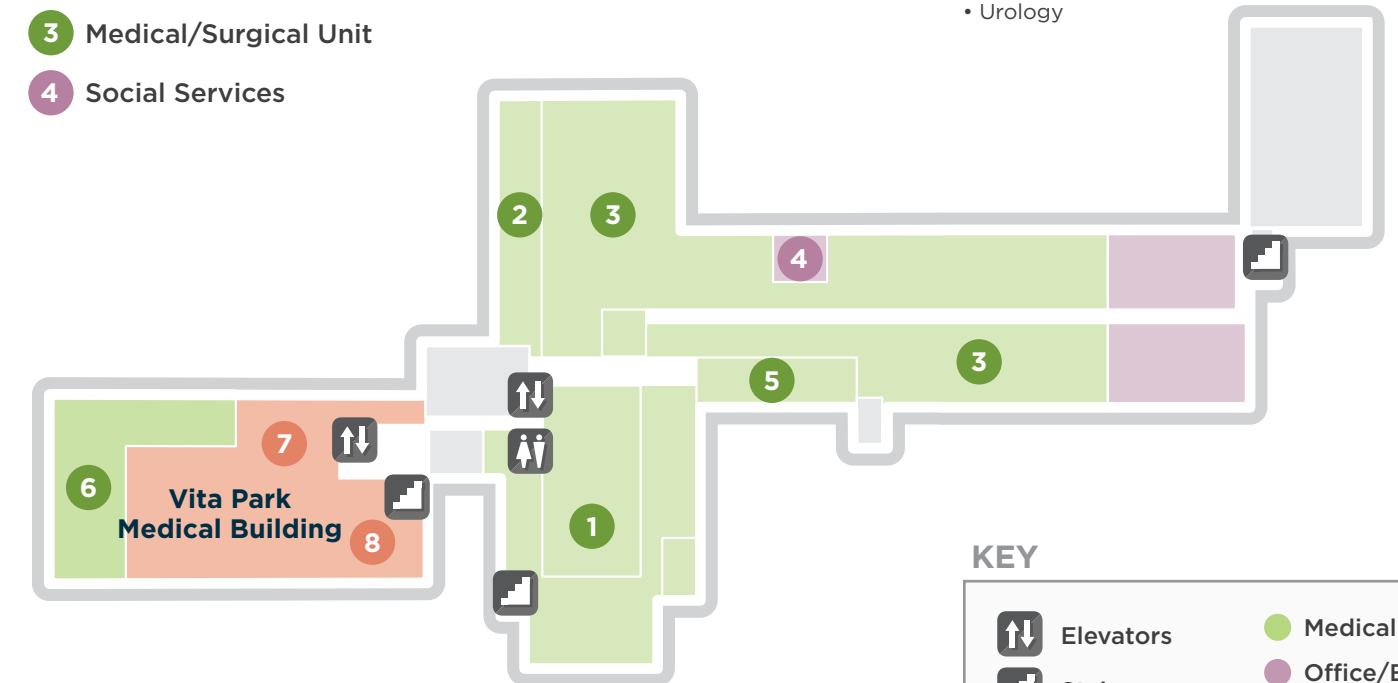 • Urology
3 Medical/Surgical Unit
4 Social Services
2
3
4
3
5
7
6
Vita Park
Medical Building
8
1
KEY
Elevators
Medical